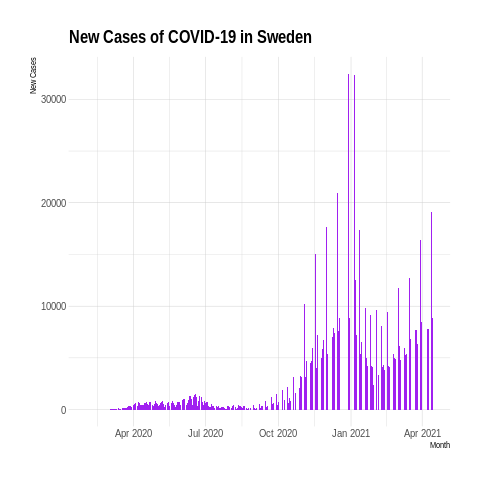 New Cases of COVID-19 in Sweden
New Cases
30000
20000
10000
0
Apr 2020 Jul 2020 Oct 2020 Jan 2021 Apr 2021
Month